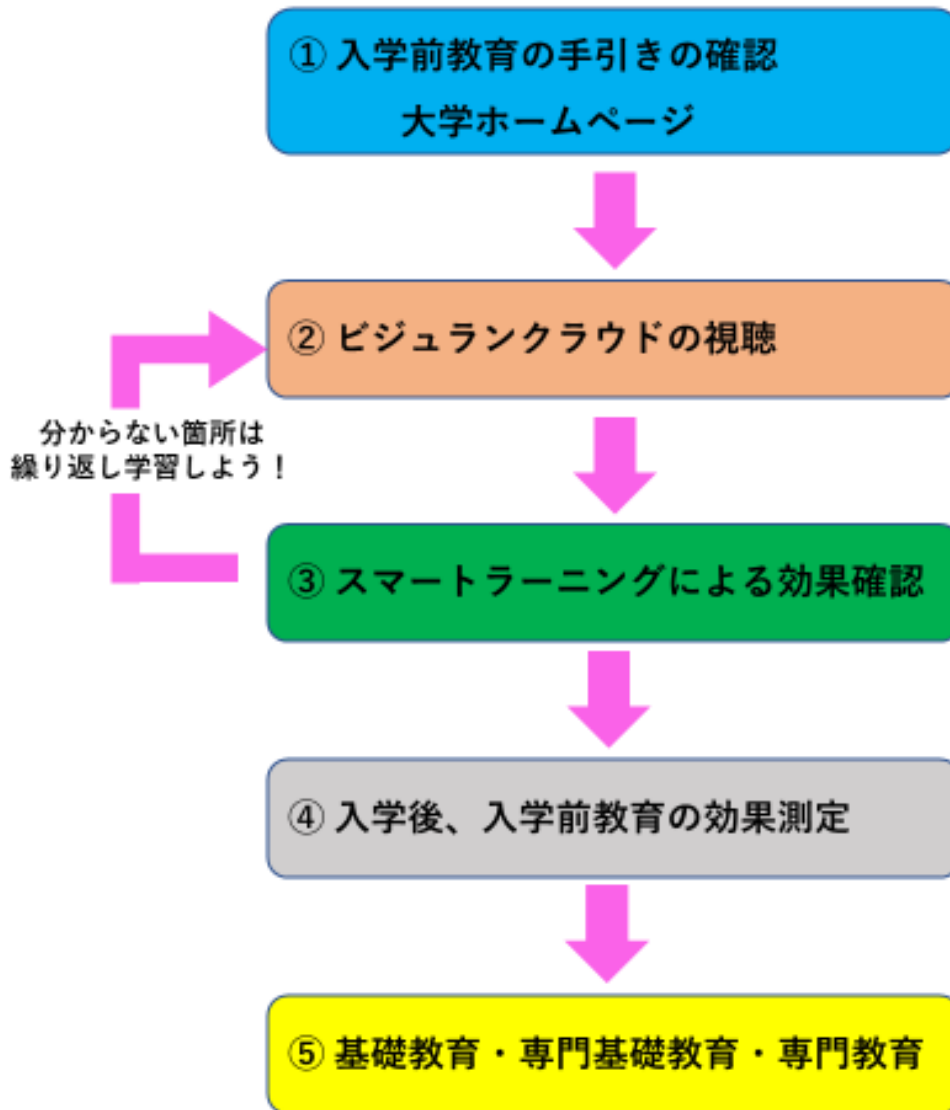 ① 入学前教育の手引きの確認
大学ホームページ
② ビジュランクラウドの視聴
分からない箇所は
繰り返し学習しよう！
③ スマートラーニングによる効果確認
④ 入学後、入学前教育の効果測定
⑤ 基礎教育・専門基礎教育・専門教育